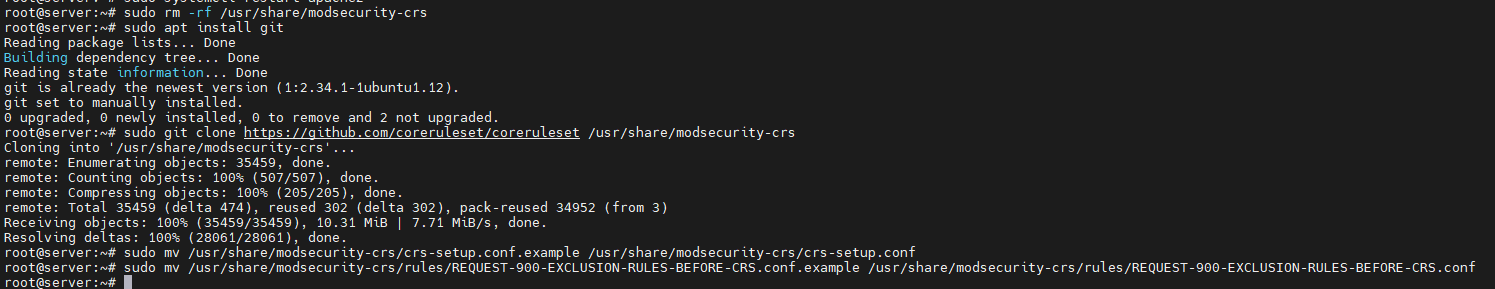 root@server:~# sudo systemctl restart apache2
root@server:~# sudo rm -rf /usr/share/modsecurity-crs
root@server:~# sudo apt install git
Reading package lists... Done
Building dependency tree... Done
Reading state information... Done
git is already the newest version (1:2.34.1-1ubuntu1.12).
git set to manually installed.
0 upgraded, 0 newly installed, 0 to remove and 2 not upgraded.
root@server:~# sudo git clone https://github.com/coreruleset/coreruleset /usr/share/modsecurity-crs
Cloning into '/usr/share/modsecurity-crs'...
remote: Enumerating objects: 35459, done.
remote: Counting objects: 100% (507/507), done.
remote: Compressing objects: 100% (205/205), done.
remote: Total 35459 (delta 474), reused 302 (delta 302), pack-reused 34952 (from 3)
Receiving objects: 100% (35459/35459), 10.31 MiB | 7.71 MiB/s, done.
Resolving deltas: 100% (28061/28061), done.
root@server:~# sudo mv /usr/share/modsecurity-crs/crs-setup.conf.example /usr/share/modsecurity-crs/crs-setup.conf
root@server:~# sudo mv /usr/share/modsecurity-crs/rules/REQUEST-900-EXCLUSION-RULES-BEFORE-CRS.conf.example /usr/share/modsecurity-crs/rules/REQUEST-900-EXCLUSION-RULES-BEFORE-CRS.conf
root@server:~#